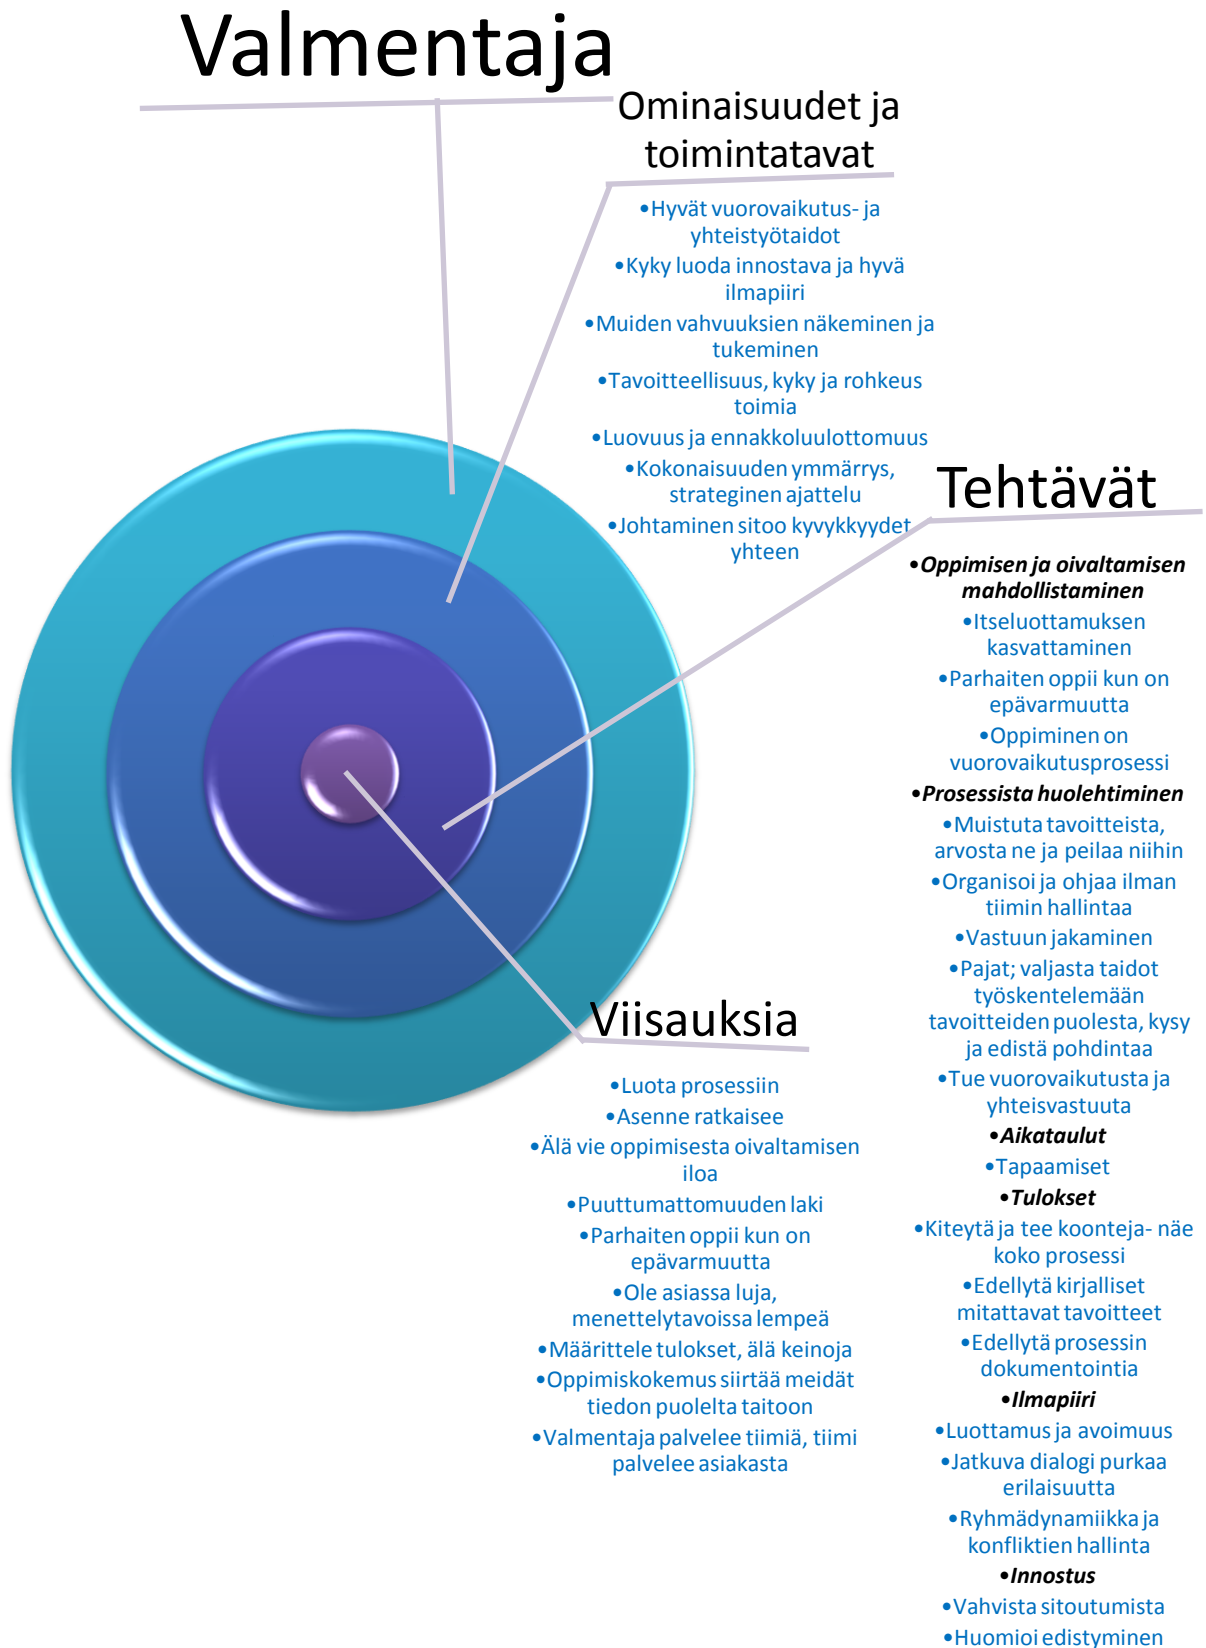 Valmentaja
Ominaisuudet ja
toimintatavat
•Hyvät vuorovaikutus- ja
yhteistyötaidot
•Kyky luoda innostava ja hyvä
ilmapiiri
•Muiden vahvuuksien näkeminen ja
tukeminen
•Tavoitteellisuus, kyky ja rohkeus
toimia
•Luovuus ja ennakkoluulottomuus
•Kokonaisuuden ymmärrys,
strateginen ajattelu
•Johtaminen sitoo kyvykkyydet
yhteen
Tehtävät
•Oppimisen ja oivaltamisen
mahdollistaminen
•Itseluottamuksen
kasvattaminen
•Parhaiten oppii kun on
epävarmuutta
•Oppiminen on
vuorovaikutusprosessi
•Prosessista huolehtiminen
•Muistuta tavoitteista,
arvosta ne ja peilaa niihin
•Organisoi ja ohjaa ilman
tiimin hallintaa
•Vastuun jakaminen
•Pajat; valjasta taidot
työskentelemään
tavoitteiden puolesta, kysy
ja edistä pohdintaa
•Tue vuorovaikutusta ja
yhteisvastuuta
•Aikataulut
•Tapaamiset
•Tulokset
•Kiteytä ja tee koonteja- näe
koko prosessi
•Edellytä kirjalliset
mitattavat tavoitteet
•Edellytä prosessin
dokumentointia
•Ilmapiiri
•Luottamus ja avoimuus
•Jatkuva dialogi purkaa
erilaisuutta
•Ryhmädynamiikka ja
konfliktien hallinta
•Innostus
•Vahvista sitoutumista
•Huomioi edistyminen
Viisauksia
•Luota prosessiin
•Asenne ratkaisee
•Älä vie oppimisesta oivaltamisen
iloa
•Puuttumattomuuden laki
•Parhaiten oppii kun on
epävarmuutta
•Ole asiassa luja,
menettelytavoissa lempeä
•Määrittele tulokset, älä keinoja
•Oppimiskokemus siirtää meidät
tiedon puolelta taitoon
•Valmentaja palvelee tiimiä, tiimi
palvelee asiakasta